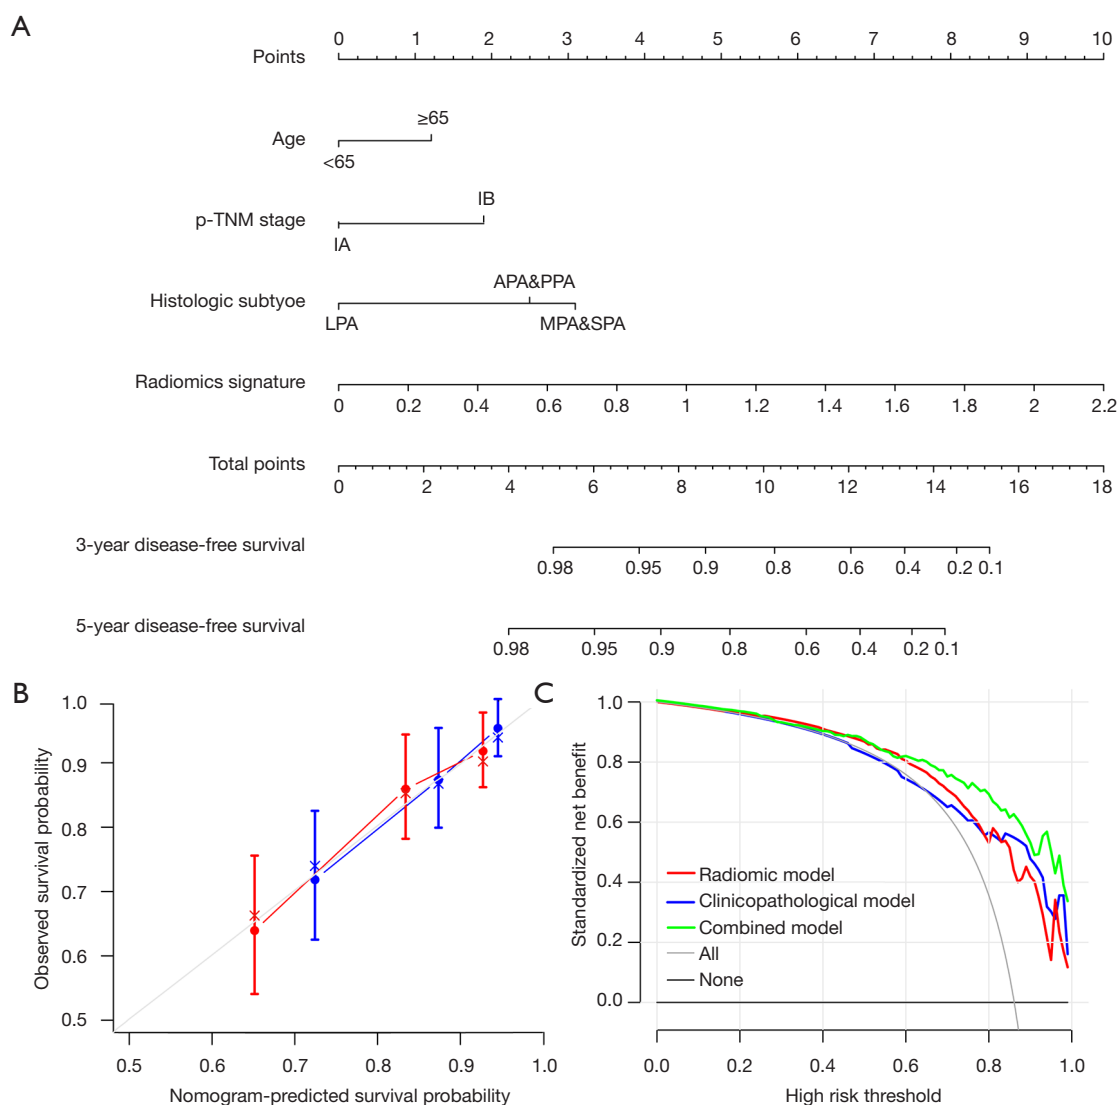 A
Points
0 1 2 3 4 5 6 7 8 9 10
Age
≥65
<65
p-TNM stage
IB
IA
Histologic subtyoe
APA&PPA
LPA
MPA&SPA
Radiomics signature
0 0.2 0.4 0.6 0.8 1 1.2 1.4 1.6 1.8 2 2.2
Total points
0 2 4 6 8 10 12 14 16 18
3-year disease-free survival
0.98 0.95 0.9 0.8 0.6 0.4 0.2 0.1
5-year disease-free survival
0.98 0.95 0.9 0.8 0.6 0.4 0.2 0.1
B
Observed survival probability
1.0
0.9
0.8
0.7
0.6
0.5
0.5 0.6 0.7 0.8 0.9 1.0
Nomogram-predicted survival probability
C
Standardized net benefit
1.0
0.8
0.6
0.4
0.2
0.0
Radiomic model
Clinicopathological model
Combined model
All
None
0.0 0.2 0.4 0.6 0.8 1.0
High risk threshold